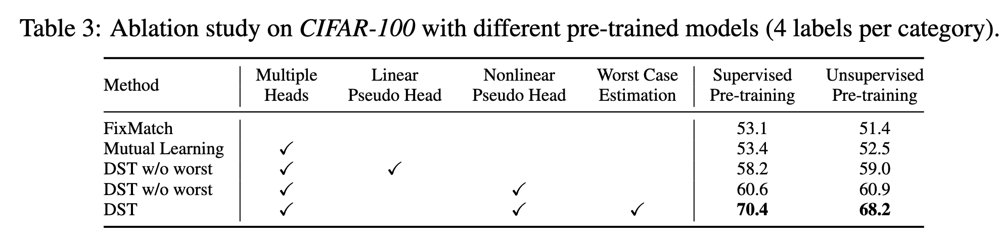 Table 3: Ablation study on CIFAR-100 with different pre-trained models (4 labels per category).
Method Multiple Heads Linear Pseudo Head Nonlinear Pseudo Head Worst Case Estimation Supervised Pre-training Unsupervised Pre-training
FixMatch 53.1 51.4
Mutual Learning ✓ 53.4 52.5
DST w/o worst ✓ ✓ 58.2 59.0
DST w/o worst ✓ ✓ 60.6 60.9
DST ✓ ✓ ✓ 70.4 68.2